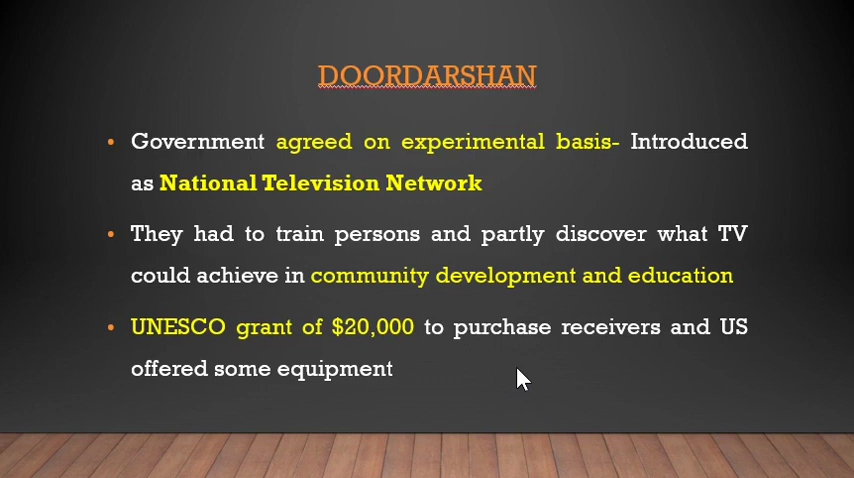 DOORDARSHAN
• Government agreed on experimental basis- Introduced
as National Television Network
• They had to train persons and partly discover what TV
could achieve in community development and education
• UNESCO grant of $20,000 to purchase receivers and US
offered some equipment